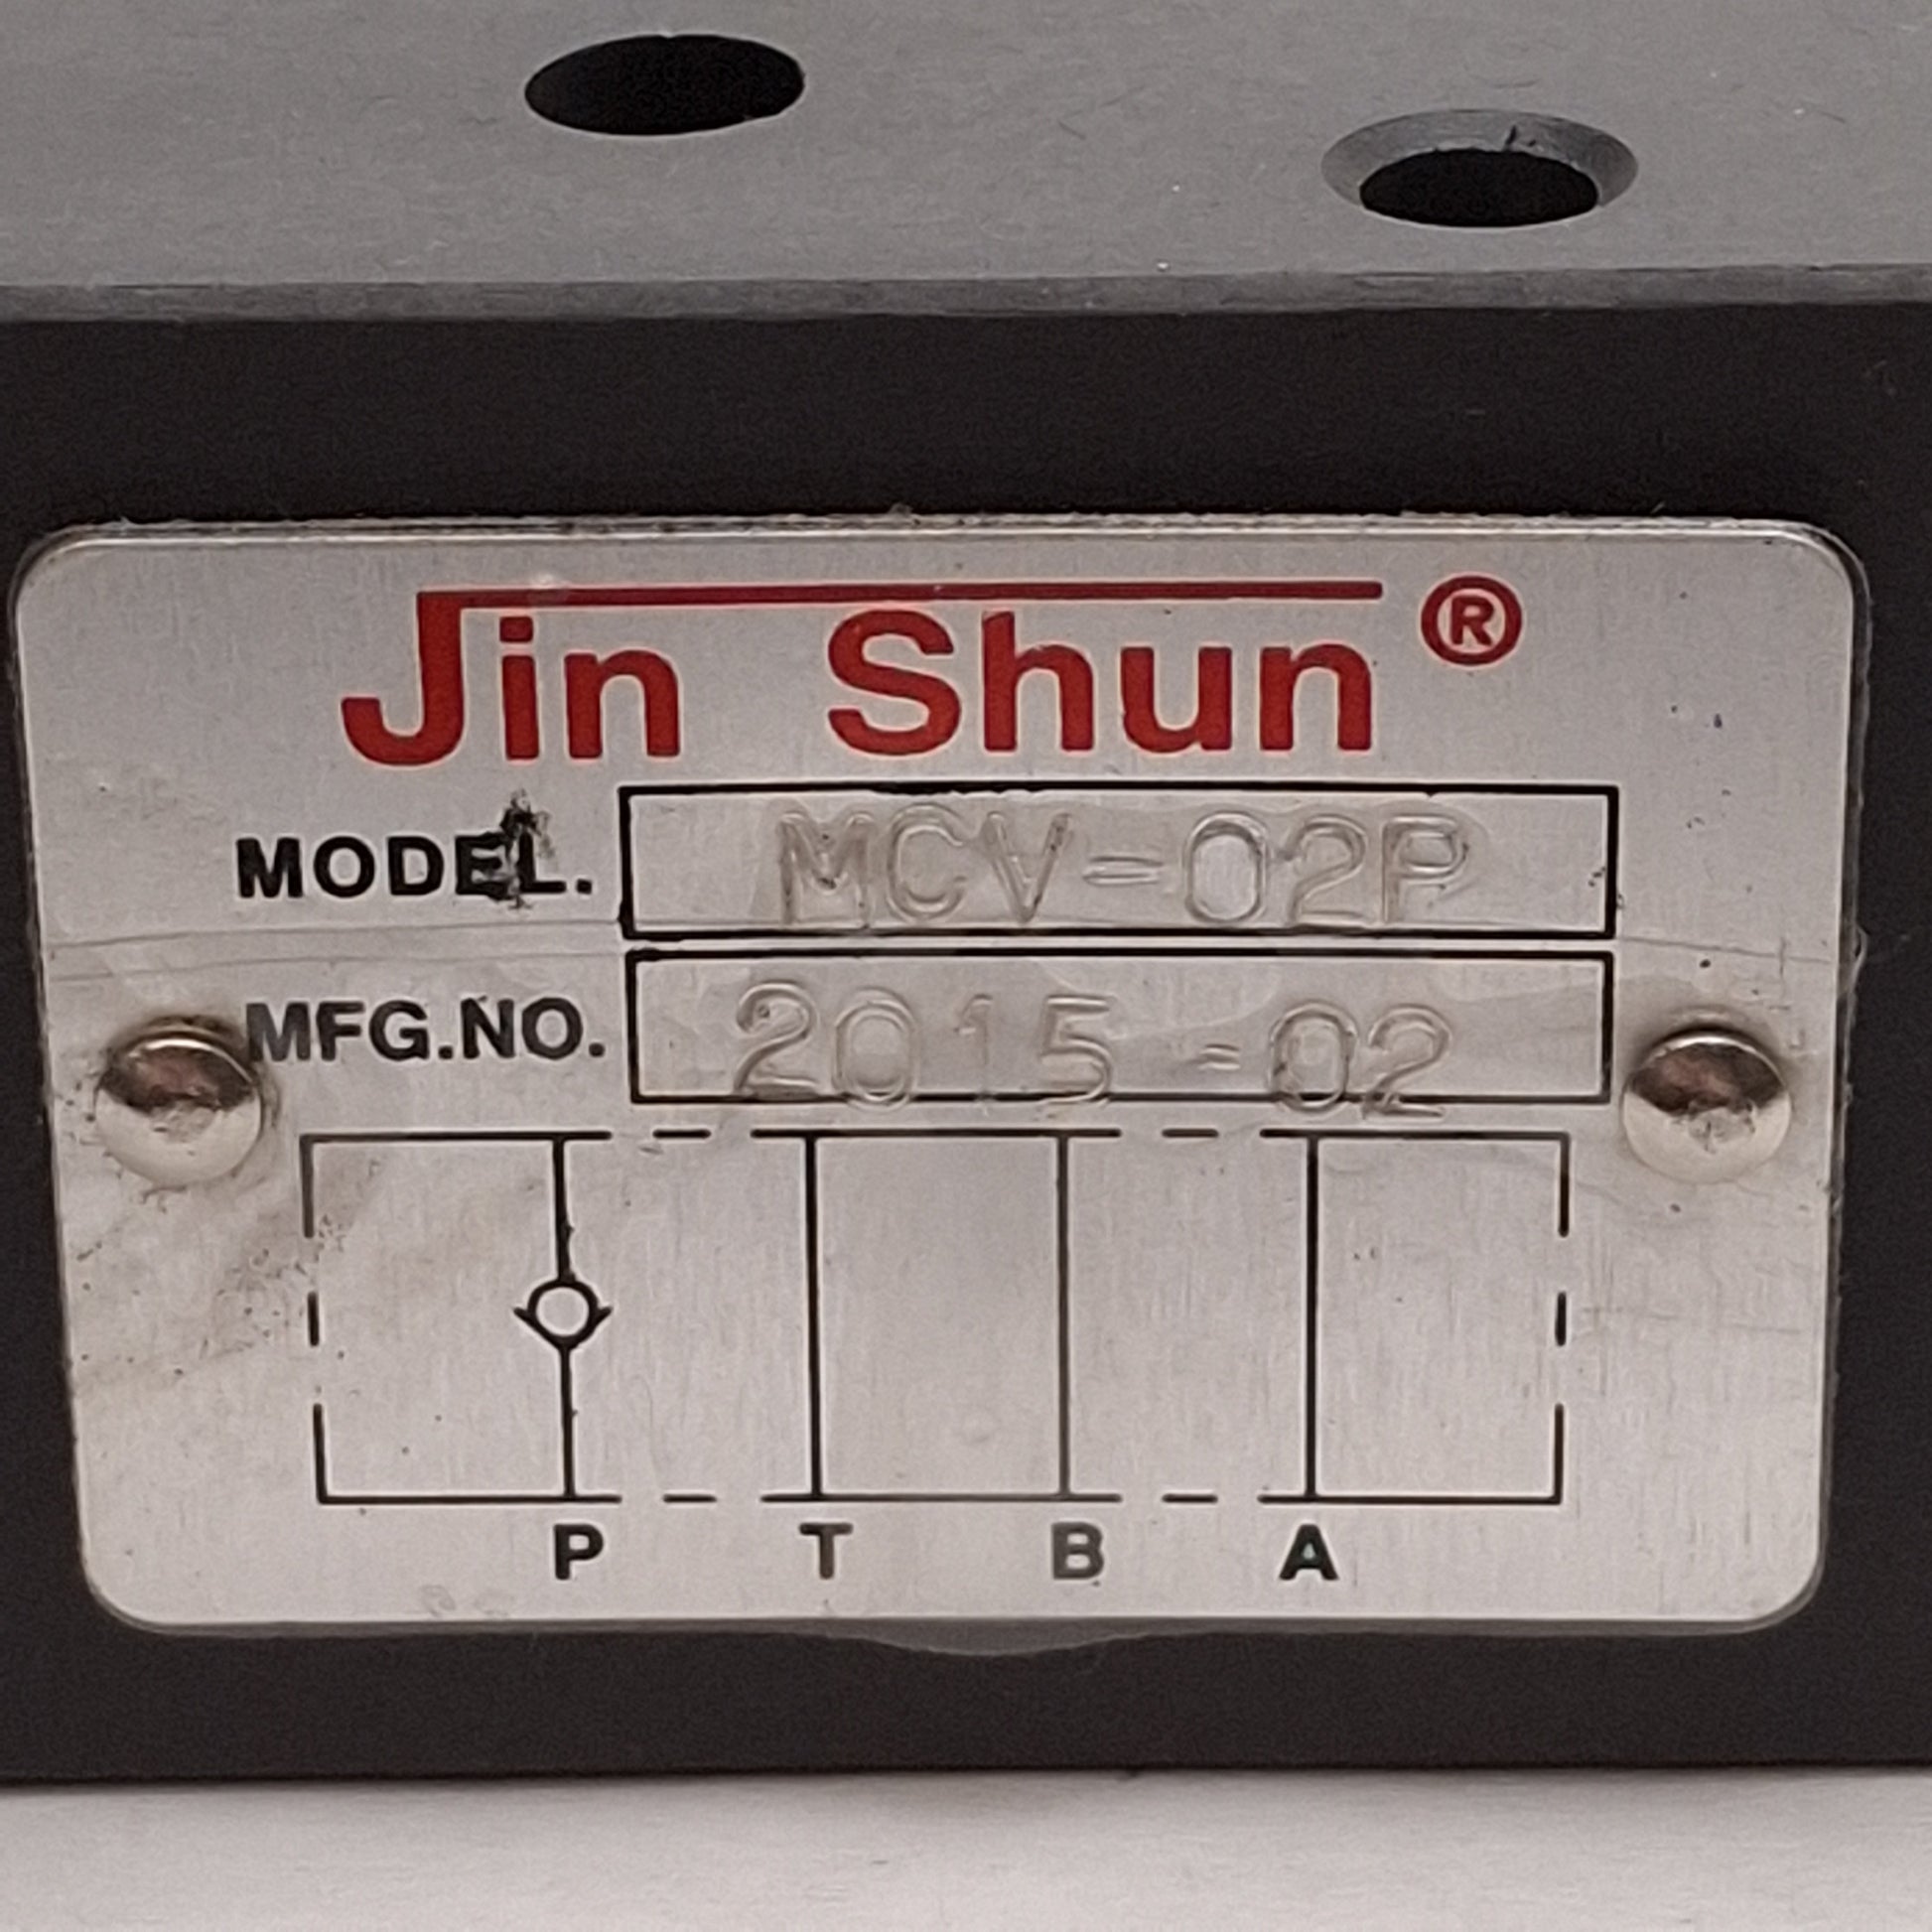 Jin Shun®
MODEL. MCV-02P
MFG.NO. 2015-02
P T B A